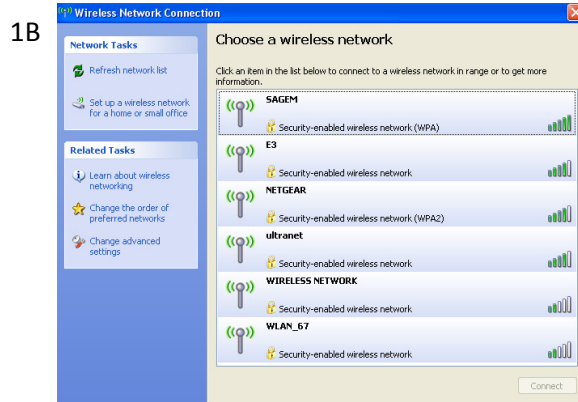 1B
Wireless Network Connection
Network Tasks
Refresh network list
Set up a wireless network
for a home or small office
Related Tasks
Learn about wireless
networking
Change the order of
preferred networks
Change advanced
settings
Choose a wireless network
Click an item in the list below to connect to a wireless network in range or to get more
information.
SAGEM
Security-enabled wireless network (WPA)
E3
Security-enabled wireless network
NETGEAR
Security-enabled wireless network (WPA2)
ultranet
Security-enabled wireless network
WIRELESS NETWORK
Security-enabled wireless network
WLAN_67
Security-enabled wireless network
Connect